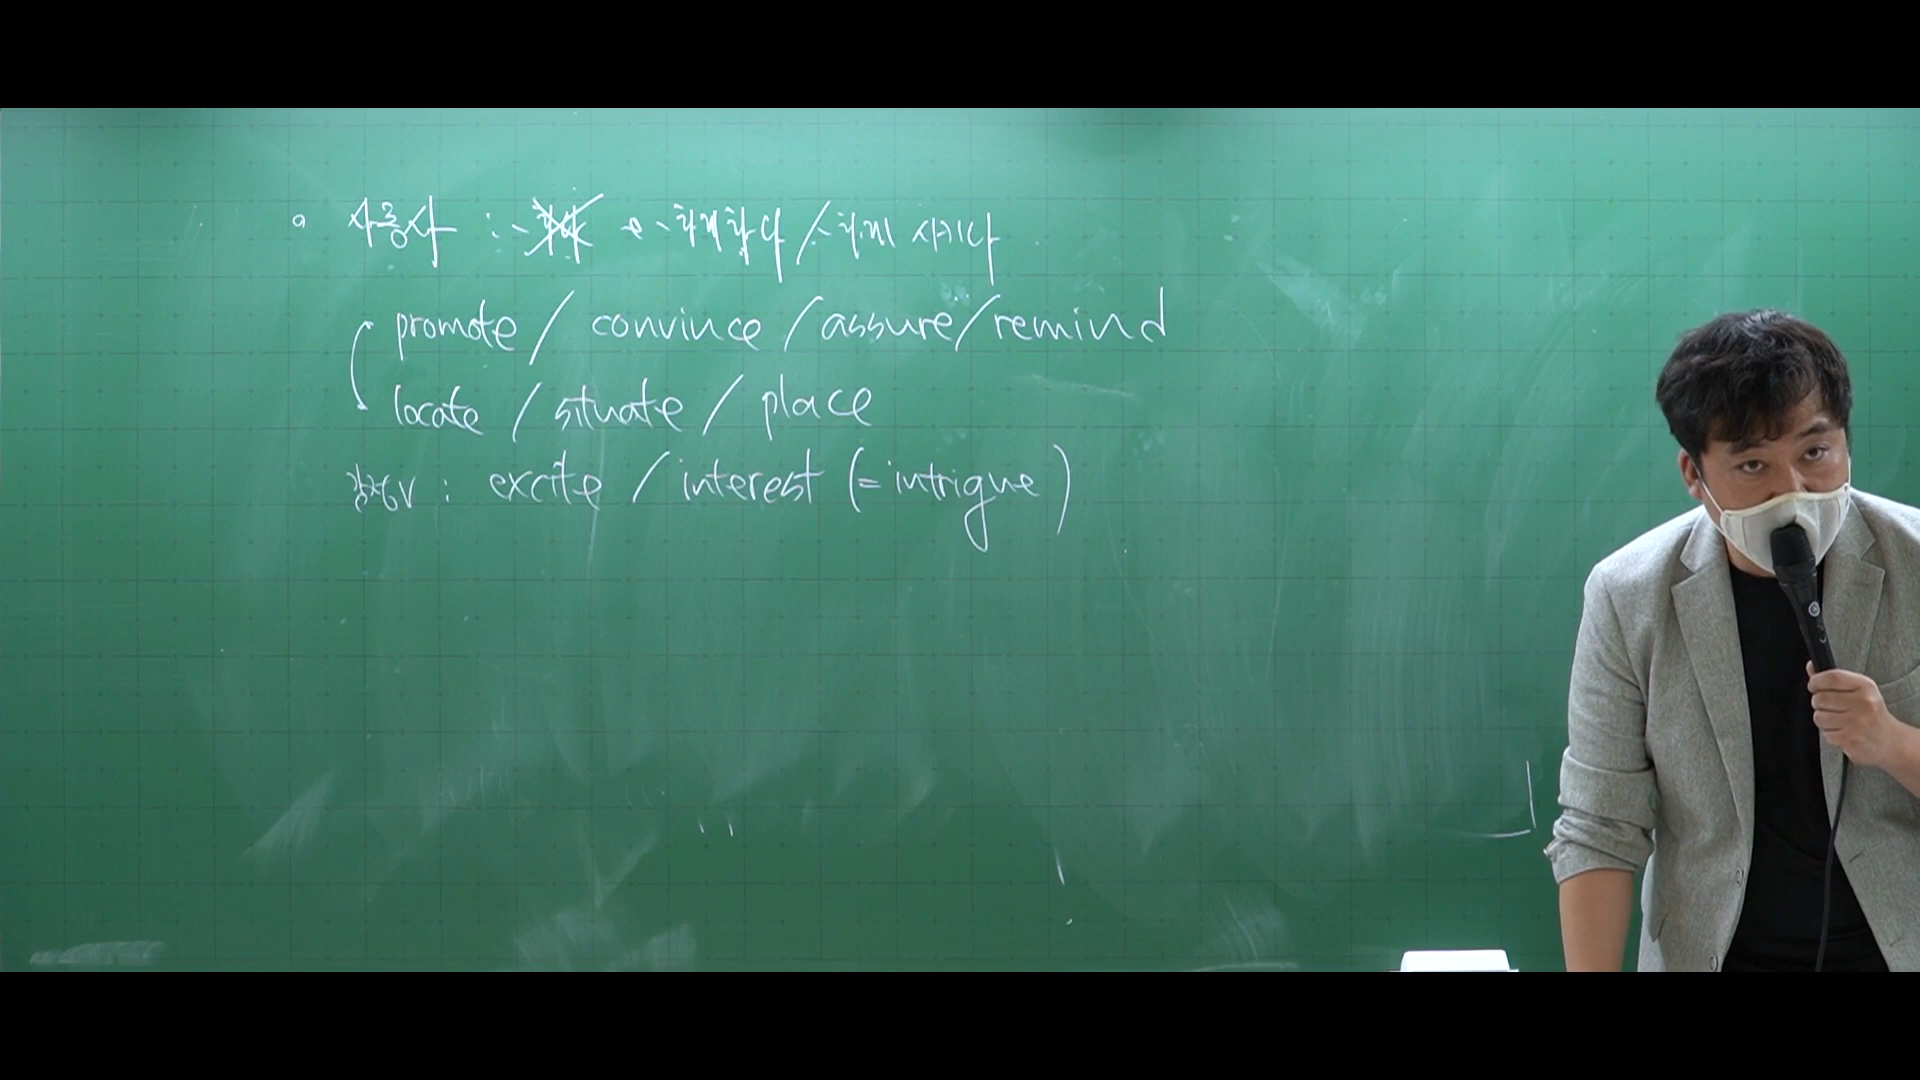 사용사 : ~ ~하게하다 / ~하게 시키다
promote / convince / assure / remind
locate / situate / place
감정V : excite / interest (= intrigue)